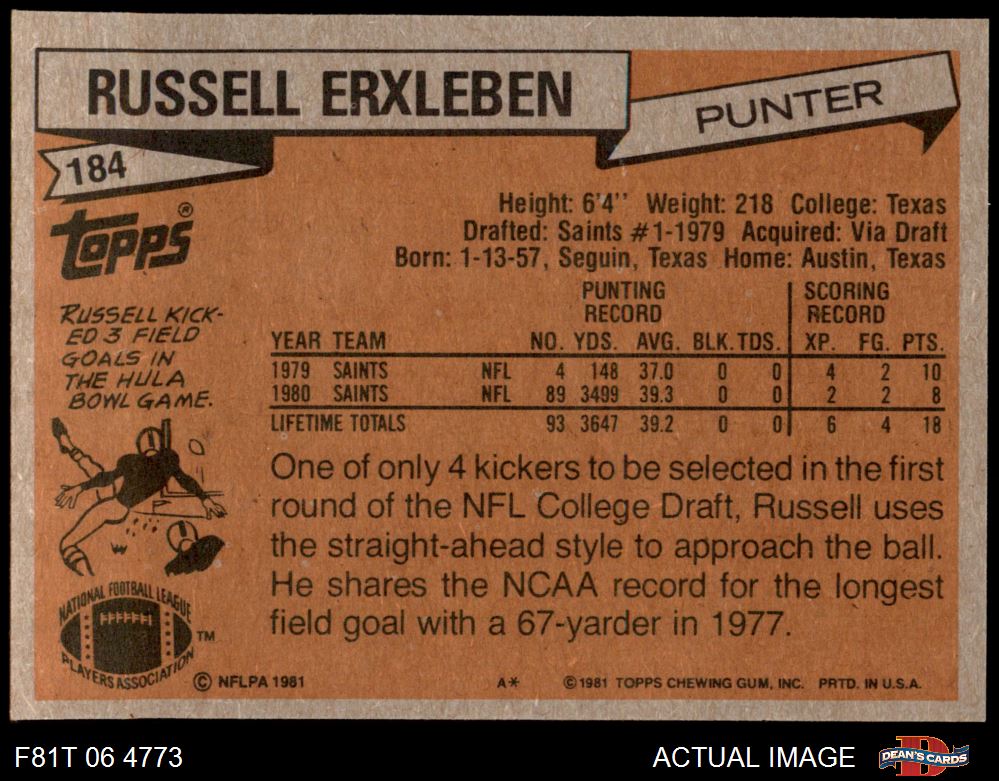 RUSSELL ERXLEBEN
PUNTER
184
TOPPS®
Height: 6'4'' Weight: 218 College: Texas
Drafted: Saints #1-1979 Acquired: Via Draft
Born: 1-13-57, Seguin, Texas Home: Austin, Texas
RUSSELL KICK-
ED 3 FIELD
GOALS IN
THE HULA
BOWL GAME.
PUNTING SCORING
RECORD RECORD
YEAR TEAM NO. YDS. AVG. BLK. TDS. XP. FG. PTS.
1979 SAINTS NFL 4 148 37.0 0 0 4 2 10
1980 SAINTS NFL 89 3499 39.3 0 0 2 2 8
LIFETIME TOTALS 93 3647 39.2 0 0 6 4 18
One of only 4 kickers to be selected in the first
round of the NFL College Draft, Russell uses
the straight-ahead style to approach the ball.
He shares the NCAA record for the longest
field goal with a 67-yarder in 1977.
NATIONAL FOOTBALL LEAGUE
PLAYERS ASSOCIATION
TM
© NFLPA 1981 A* © 1981 TOPPS CHEWING GUM, INC. PRTD. IN U.S.A.
F81T 06 4773 ACTUAL IMAGE DEAN'S CARDS